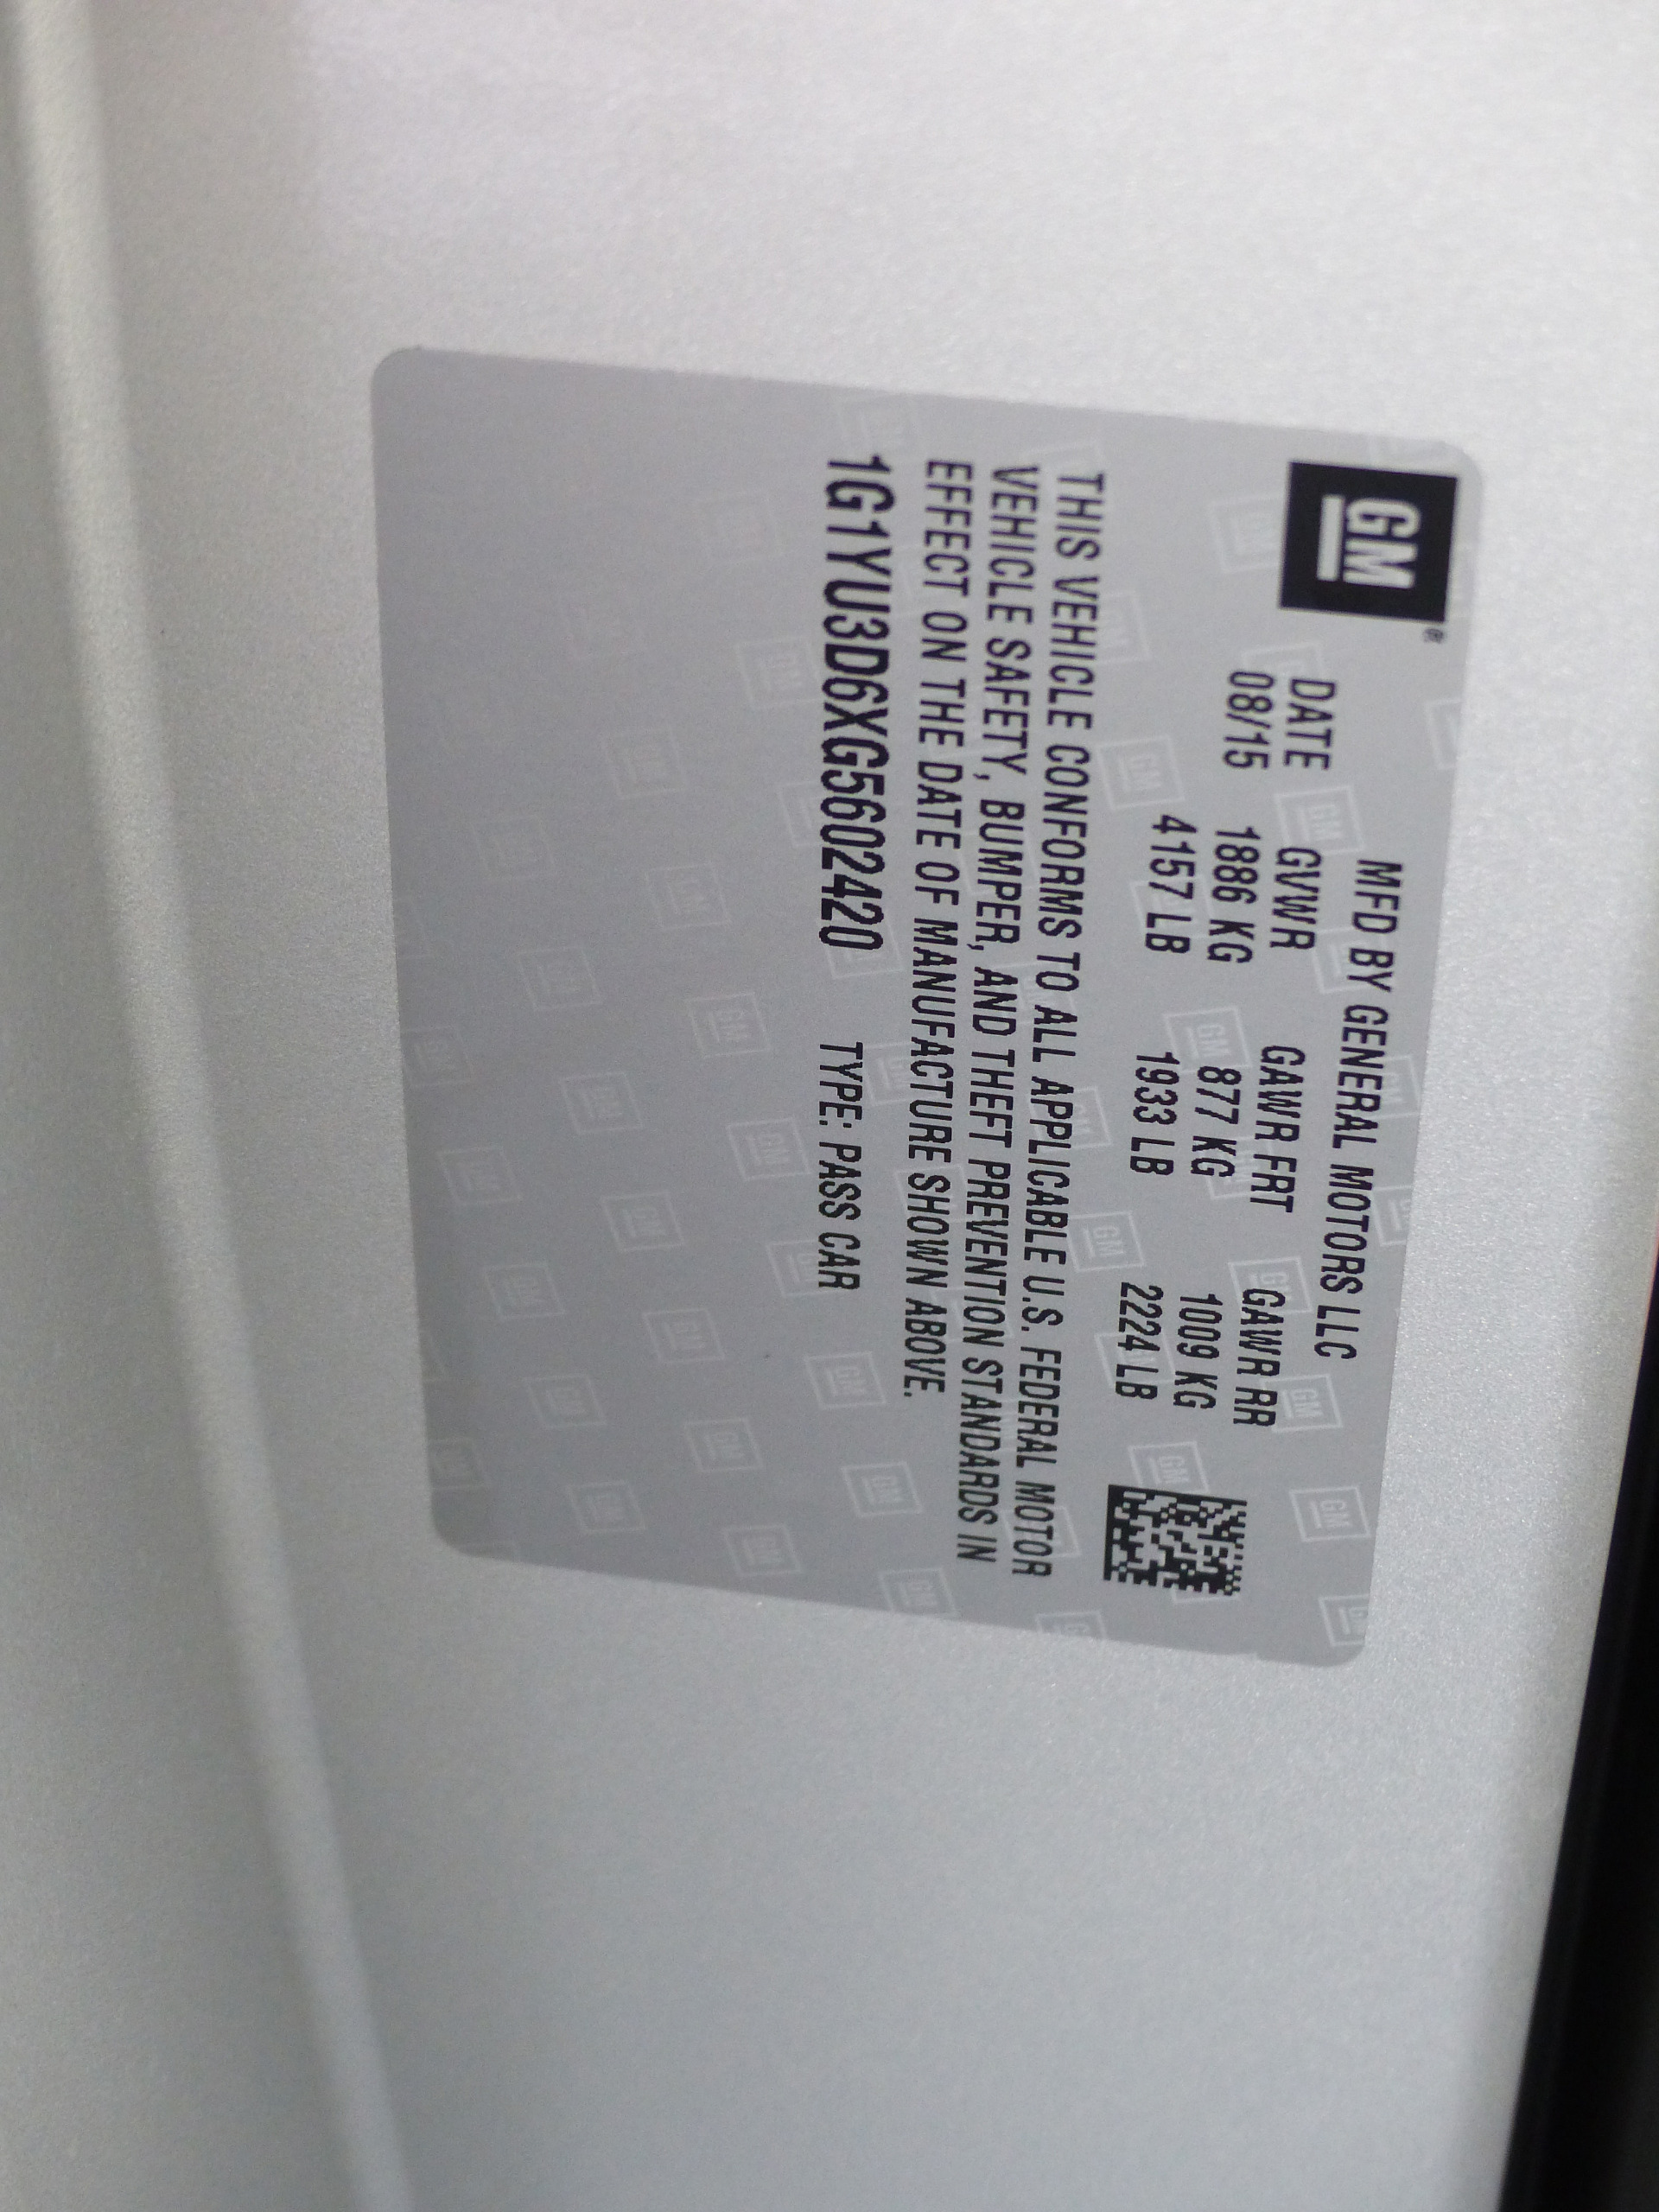 GM®
MFD BY GENERAL MOTORS LLC
DATE GVWR GAWR FRT GAWR RR
08/15 1886 KG 877 KG 1009 KG
4157 LB 1933 LB 2224 LB
THIS VEHICLE CONFORMS TO ALL APPLICABLE U.S. FEDERAL MOTOR
VEHICLE SAFETY, BUMPER, AND THEFT PREVENTION STANDARDS IN
EFFECT ON THE DATE OF MANUFACTURE SHOWN ABOVE.
1G1YU3D6XG5602420 TYPE: PASS CAR